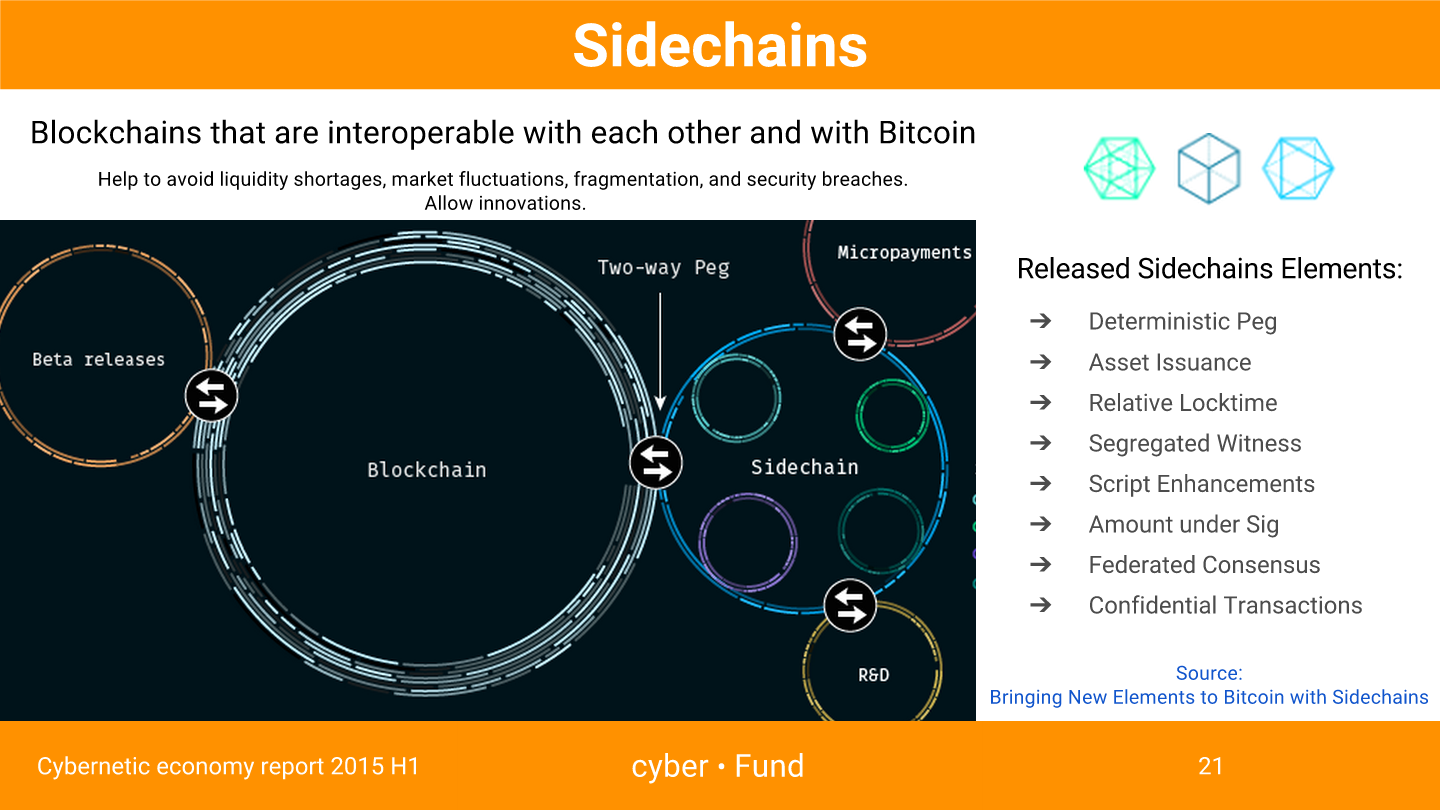 Sidechains
Blockchains that are interoperable with each other and with Bitcoin
Help to avoid liquidity shortages, market fluctuations, fragmentation, and security breaches.
Allow innovations.
Beta releases
Blockchain
Two-way Peg
Micropayments
Sidechain
R&D
Released Sidechains Elements:
➔ Deterministic Peg
➔ Asset Issuance
➔ Relative Locktime
➔ Segregated Witness
➔ Script Enhancements
➔ Amount under Sig
➔ Federated Consensus
➔ Confidential Transactions
Source:
Bringing New Elements to Bitcoin with Sidechains
Cybernetic economy report 2015 H1
cyber • Fund
21